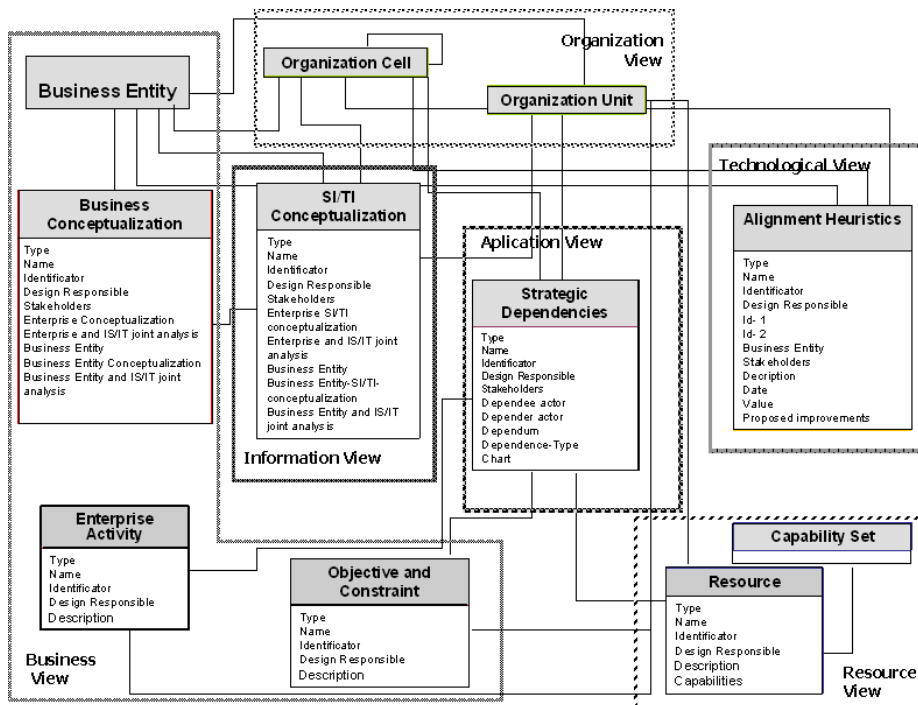 Organization
View
Organization Cell
Business Entity
Organization Unit
Technological View
Business
Conceptualization
Type
Name
Identificator
Design Responsible
Stakeholders
Enterprise Conceptualization
Enterprise and IS/IT joint analysis
Business Entity
Business Entity Conceptualization
Business Entity and IS/IT joint
analysis
SI/TI
Conceptualization
Type
Name
Identificator
Design Responsible
Stakeholders
Enterprise SI/TI
conceptualization
Enterprise and IS/IT joint
analysis
Business Entity
Business Entity-SI/TI-
conceptualization
Business Entity and IS/IT
joint analysis
Information View
Aplication View
Strategic
Dependencies
Type
Name
Identificator
Design Responsible
Stakeholders
Dependee actor
Depender actor
Dependum
Dependence-Type
Chart
Alignment Heuristics
Type
Name
Identificator
Design Responsible
Id- 1
Id- 2
Business Entity
Stakeholders
Decription
Date
Value
Proposed improvements
Enterprise
Activity
Type
Name
Identificator
Design Responsible
Description
Business
View
Objective and
Constraint
Type
Name
Identificator
Design Responsible
Description
Capability Set
Resource
Type
Name
Identificator
Design Responsible
Description
Capabilities
Resource
View